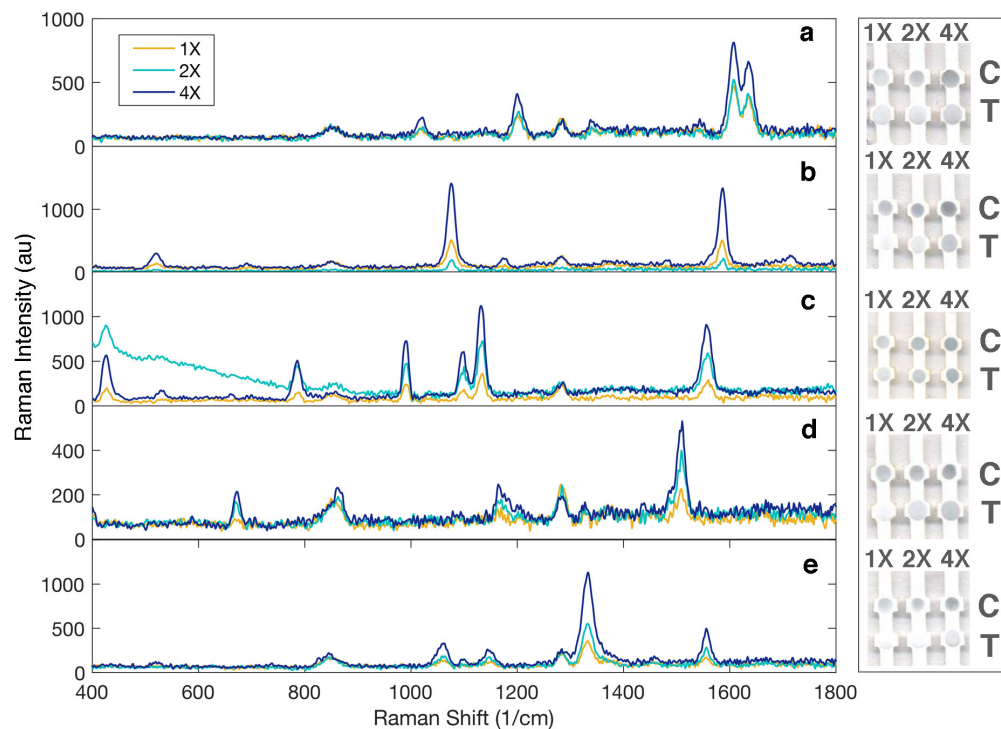 Raman Intensity (au)
1X
2X
4X
a
1000
500
0
b
1000
0
c
1000
500
0
d
400
200
0
e
1000
500
0
400 600 800 1000 1200 1400 1600 1800
Raman Shift (1/cm)
1X 2X 4X
C
T
1X 2X 4X
C
T
1X 2X 4X
C
T
1X 2X 4X
C
T
1X 2X 4X
C
T